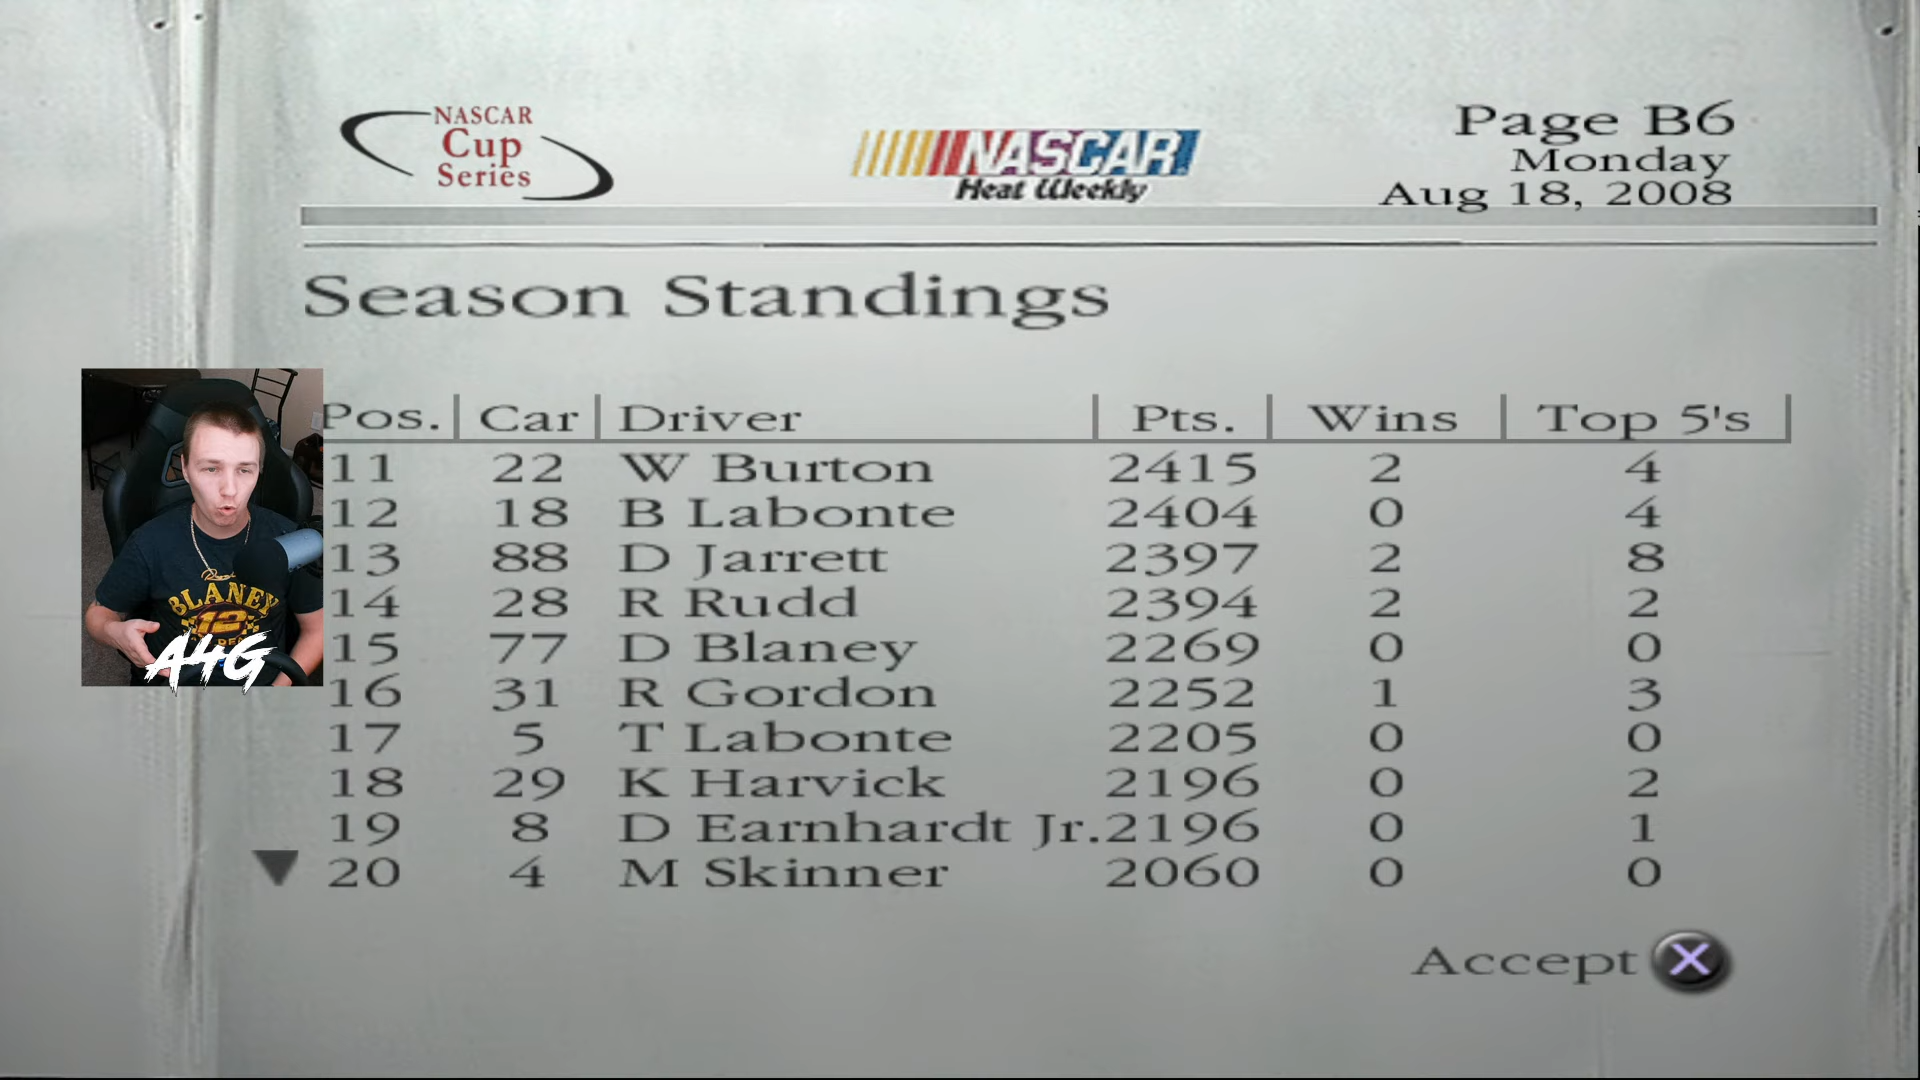 NASCAR
Cup
Series
NASCAR
Heat Weekly
Page B6
Monday
Aug 18, 2008
Season Standings
Pos. Car Driver Pts. Wins Top 5's
11 22 W Burton 2415 2 4
12 18 B Labonte 2404 0 4
13 88 D Jarrett 2397 2 8
14 28 R Rudd 2394 2 2
15 77 D Blaney 2269 0 0
16 31 R Gordon 2252 1 3
17 5 T Labonte 2205 0 0
18 29 K Harvick 2196 0 2
19 8 D Earnhardt Jr. 2196 0 1
20 4 M Skinner 2060 0 0
BLANEY
12
A4G
Accept